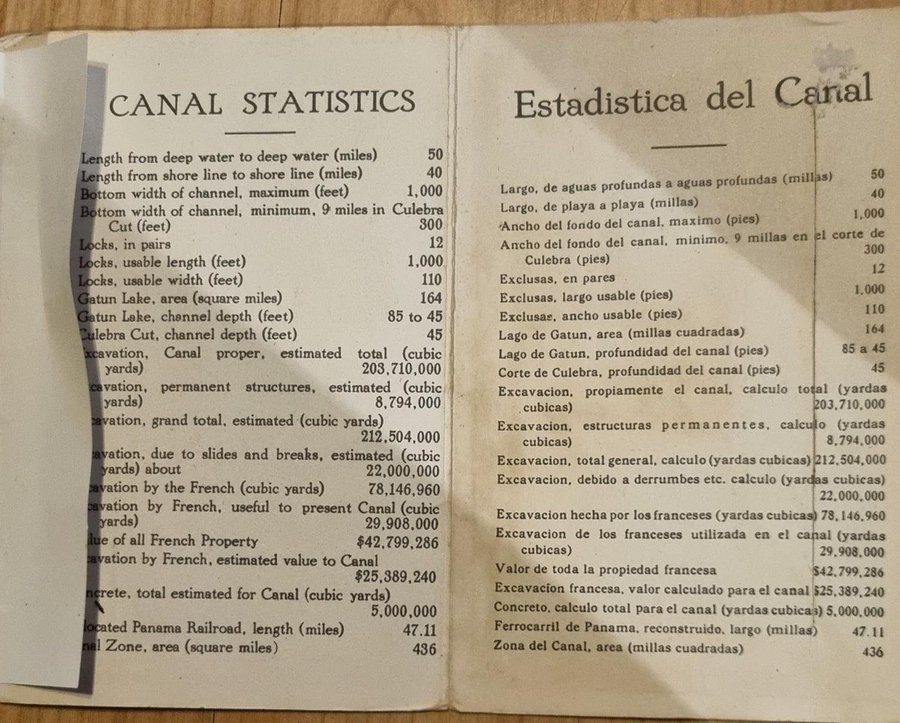 CANAL STATISTICS
Length from deep water to deep water (miles) 50
Length from shore line to shore line (miles) 40
Bottom width of channel, maximum (feet) 1,000
Bottom width of channel, minimum, 9 miles in Culebra
Cut (feet) 300
Locks, in pairs 12
Locks, usable length (feet) 1,000
Locks, usable width (feet) 110
Gatun Lake, area (square miles) 164
Gatun Lake, channel depth (feet) 85 to 45
Culebra Cut, channel depth (feet) 45
Canal proper, estimated total (cubic
yards) 203,710,000
permanent structures, estimated (cubic
yards) 8,794,000
grand total, estimated (cubic yards)
212,504,000
due to slides and breaks, estimated (cubic
yards) about 22,000,000
by the French (cubic yards) 78,146,960
by French, useful to present Canal (cubic
yards) 29,908,000
of all French Property $42,799,286
by French, estimated value to Canal
$25,389,240
total estimated for Canal (cubic yards)
5,000,000
Panama Railroad, length (miles) 47.11
Zone, area (square miles) 436
Estadistica del Canal
Largo, de aguas profundas a aguas profundas (millas) 50
Largo, de playa a playa (millas) 40
Ancho del fondo del canal, maximo (pies) 1,000
Ancho del fondo del canal, minimo, 9 millas en el corte de
Culebra (pies) 300
Exclusas, en pares 12
Exclusas, largo usable (pies) 1,000
Exclusas, ancho usable (pies) 110
Lago de Gatun, area (millas cuadradas) 164
Lago de Gatun, profundidad del canal (pies) 85 a 45
Corte de Culebra, profundidad del canal (pies) 45
Excavacion, propiamente el canal, calculo total (yardas
cubicas) 203,710,000
Excavacion, estructuras permanentes, calculo (yardas
cubicas) 8,794,000
Excavacion, total general, calculo (yardas cubicas) 212,504,000
Excavacion, debido a derrumbes etc. calculo (yardas cubicas)
22,000,000
Excavacion hecha por los franceses (yardas cubicas) 78,146,960
Excavacion de los franceses utilizada en el canal (yardas
cubicas) 29,908,000
Valor de toda la propiedad francesa $42,799,286
Excavacion francesa, valor calculado para el canal $25,389,240
Concreto, calculo total para el canal (yardas cubicas) 5,000,000
Ferrocarril de Panama, reconstruido, largo (millas) 47.11
Zona del Canal, area (millas cuadradas) 436